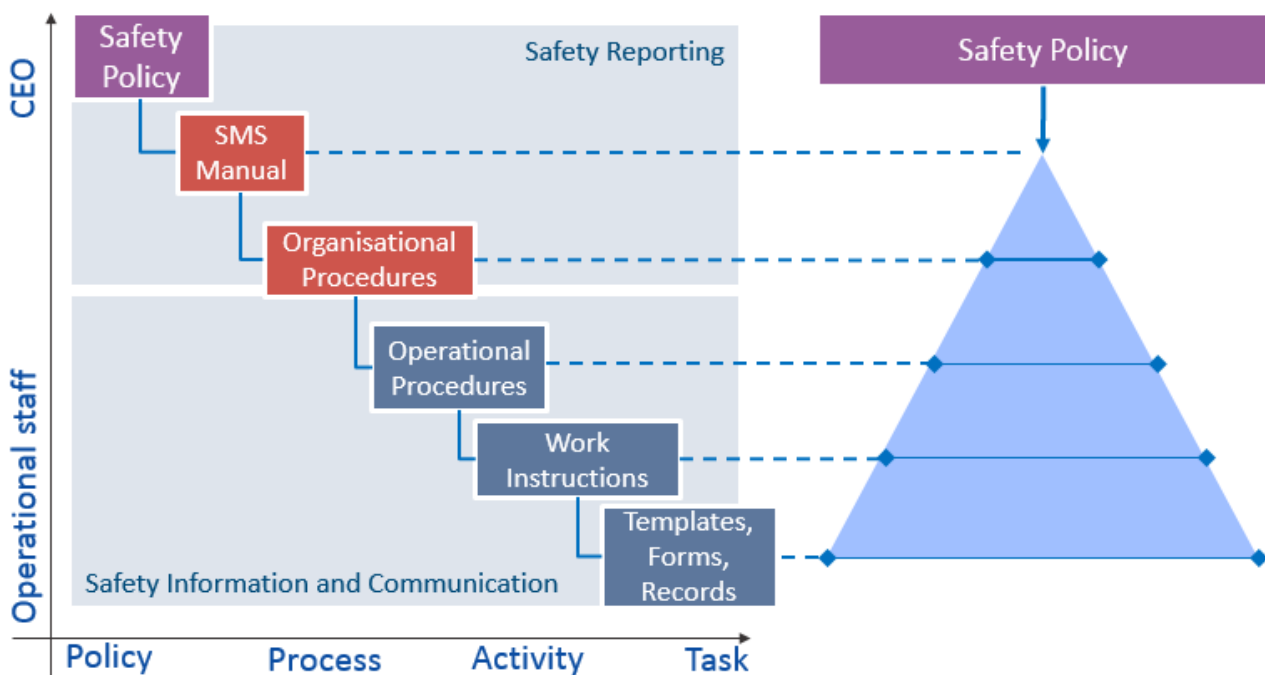 Safety
Policy
Safety Reporting
Safety Policy
CEO
SMS
Manual
Organisational
Procedures
Operational
Procedures
Operational staff
Work
Instructions
Templates,
Forms,
Records
Safety Information and Communication
Policy
Process
Activity
Task